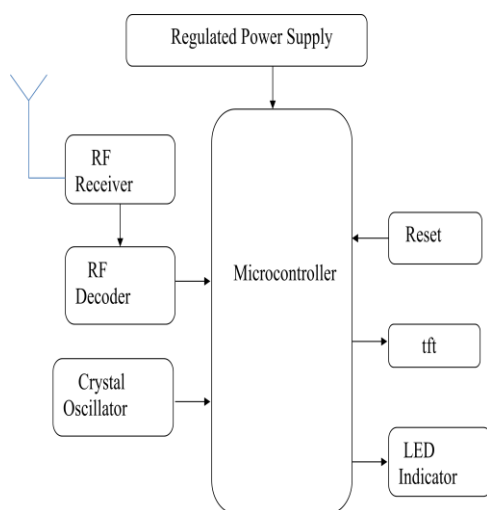 Regulated Power Supply
RF
Receiver
RF
Decoder
Crystal
Oscillator
Microcontroller
Reset
tft
LED
Indicator